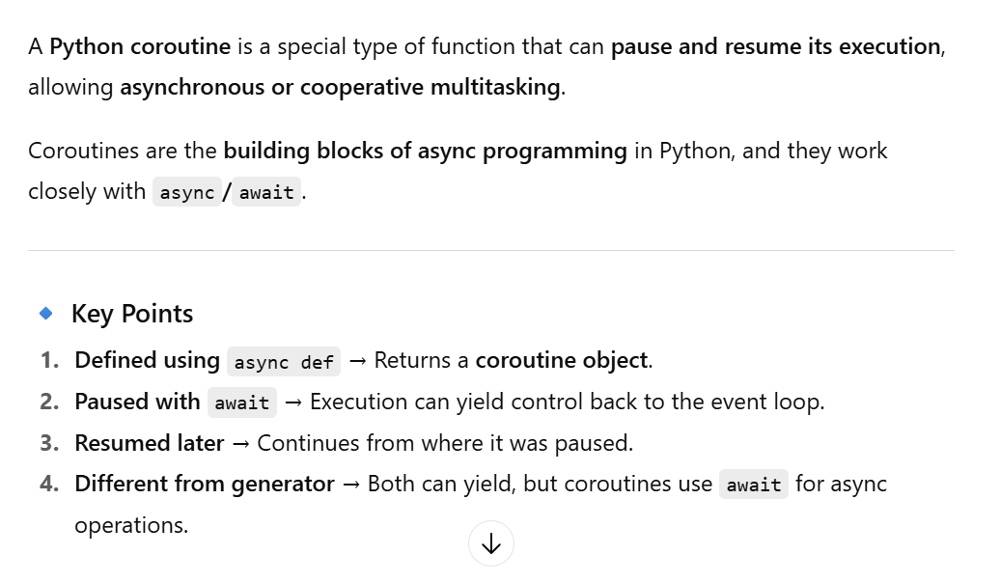 A Python coroutine is a special type of function that can pause and resume its execution,
allowing asynchronous or cooperative multitasking.
Coroutines are the building blocks of async programming in Python, and they work
closely with async / await .
Key Points
1. Defined using async def → Returns a coroutine object.
2. Paused with await → Execution can yield control back to the event loop.
3. Resumed later → Continues from where it was paused.
4. Different from generator → Both can yield, but coroutines use await for async
operations.